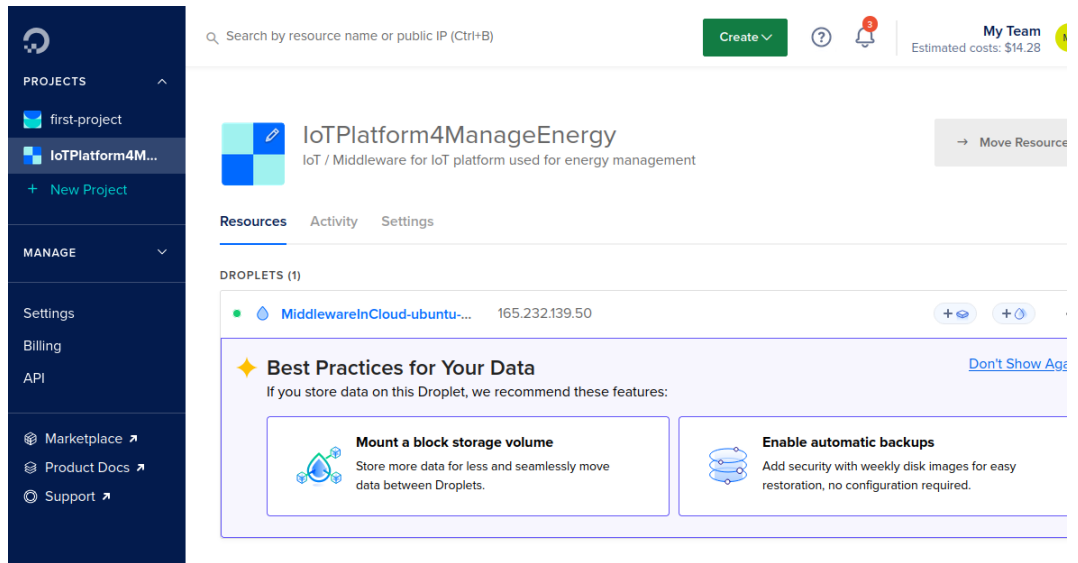 Search by resource name or public IP (Ctrl+B)
Create
3
My Team
Estimated costs: $14.28
PROJECTS
first-project
IoTPlatform4M...
+ New Project
MANAGE
Settings
Billing
API
Marketplace
Product Docs
Support
IoTPlatform4ManageEnergy
IoT / Middleware for IoT platform used for energy management
→ Move Resource
Resources Activity Settings
DROPLETS (1)
MiddlewareInCloud-ubuntu-... 165.232.139.50
Best Practices for Your Data
Don't Show Aga
If you store data on this Droplet, we recommend these features:
Mount a block storage volume
Store more data for less and seamlessly move
data between Droplets.
Enable automatic backups
Add security with weekly disk images for easy
restoration, no configuration required.